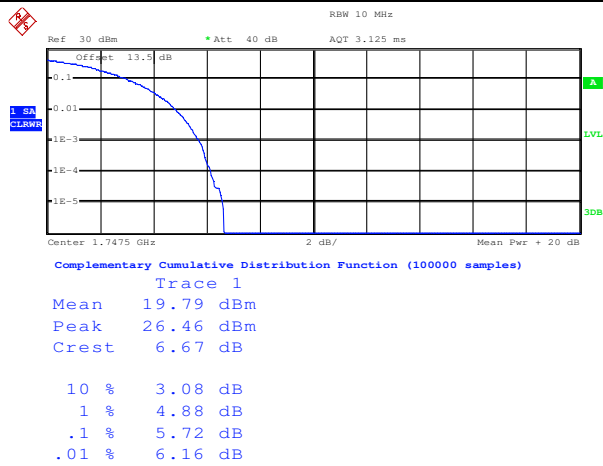 RBW 10 MHz
Ref 30 dBm * Att 40 dB AQT 3.125 ms
Offset 13.5 dB
0.1
A
0.01
1 SA
CLRWR
1E-3
LVL
1E-4
1E-5
3DB
Center 1.7475 GHz 2 dB/ Mean Pwr + 20 dB
Complementary Cumulative Distribution Function (100000 samples)
Trace 1
Mean 19.79 dBm
Peak 26.46 dBm
Crest 6.67 dB
10 % 3.08 dB
1 % 4.88 dB
.1 % 5.72 dB
.01 % 6.16 dB